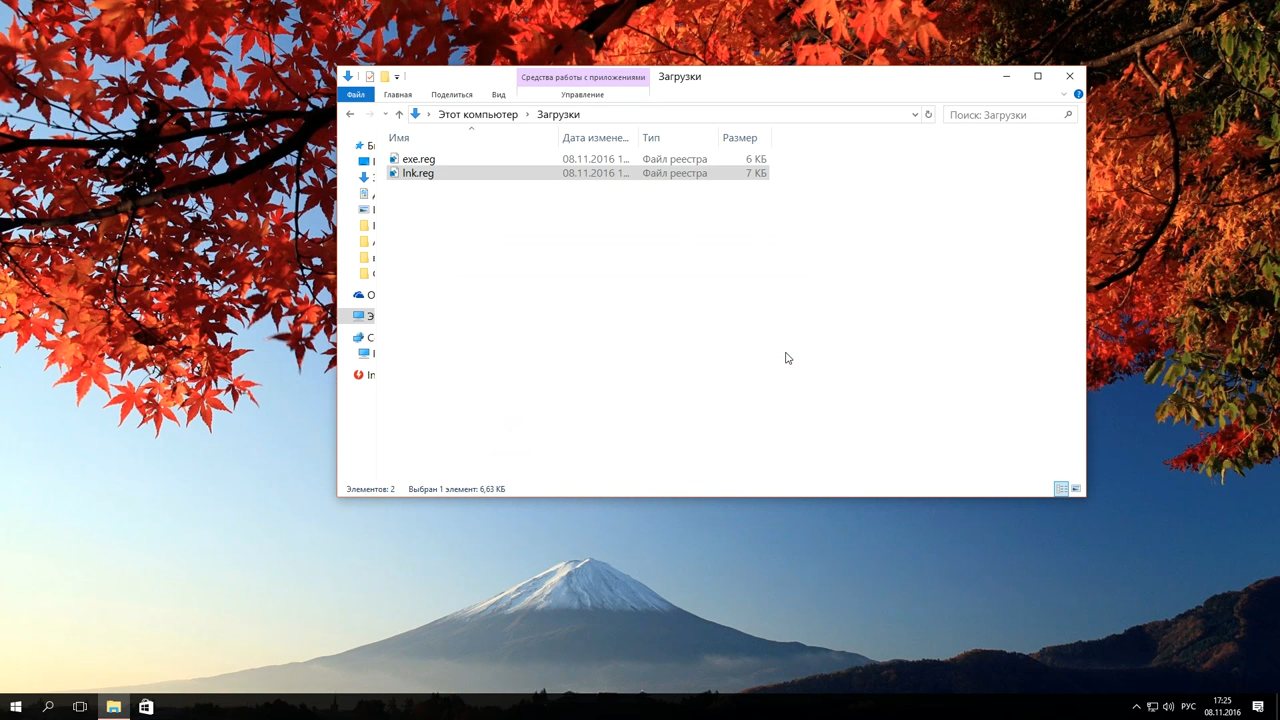 Средства работы с приложениями Загрузки
Файл Главная Поделиться Вид Управление
Этот компьютер Загрузки Поиск: Загрузки
Имя Дата измене... Тип Размер
exe.reg 08.11.2016 1... Файл реестра 6 КБ
lnk.reg 08.11.2016 1... Файл реестра 7 КБ
Элементов: 2 Выбран 1 элемент: 6,63 КБ
РУС
17:25
08.11.2016